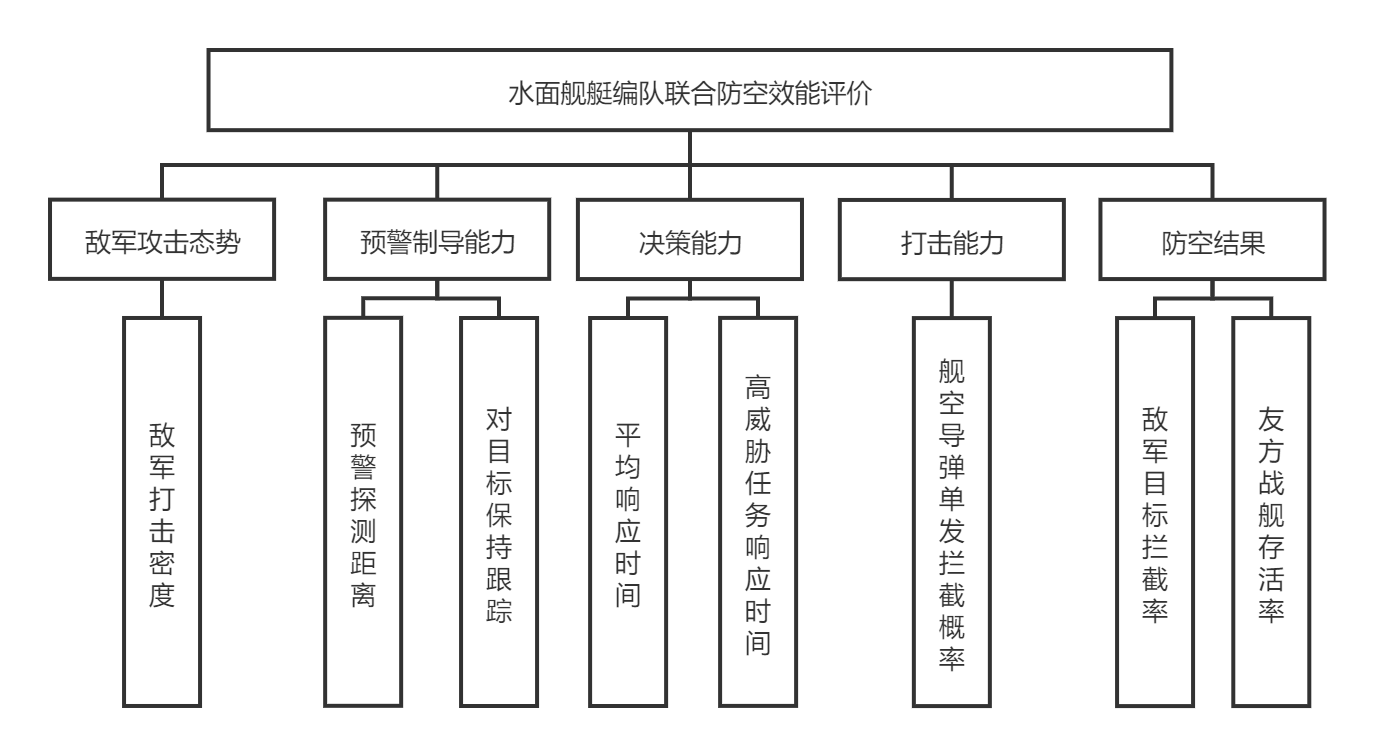 水面舰艇编队联合防空效能评价
敌军攻击态势
预警制导能力
决策能力
打击能力
防空结果
敌军打击密度
预警探测距离
对目标保持跟踪
平均响应时间
高威胁任务响应时间
舰空导弹单发拦截概率
敌军目标拦截率
友方战舰存活率